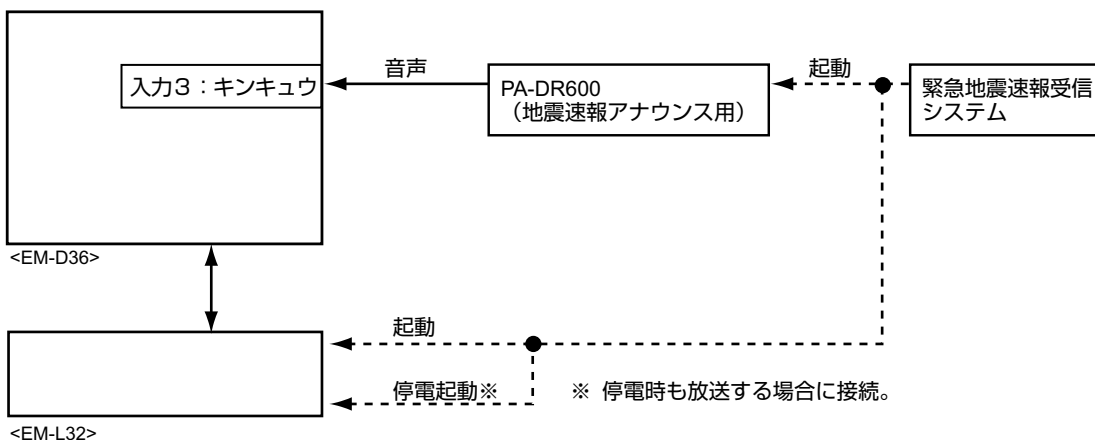 入力3：キンキュウ
音声
PA-DR600
（地震速報アナウンス用）
起動
緊急地震速報受信
システム
<EM-D36>
起動
停電起動※
※ 停電時も放送する場合に接続。
<EM-L32>